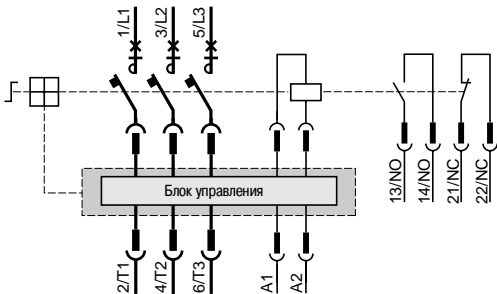 1/L1
3/L2
5/L3
13/NO
14/NO
21/NC
22/NC
Блок управления
2/T1
4/T2
6/T3
A1
A2